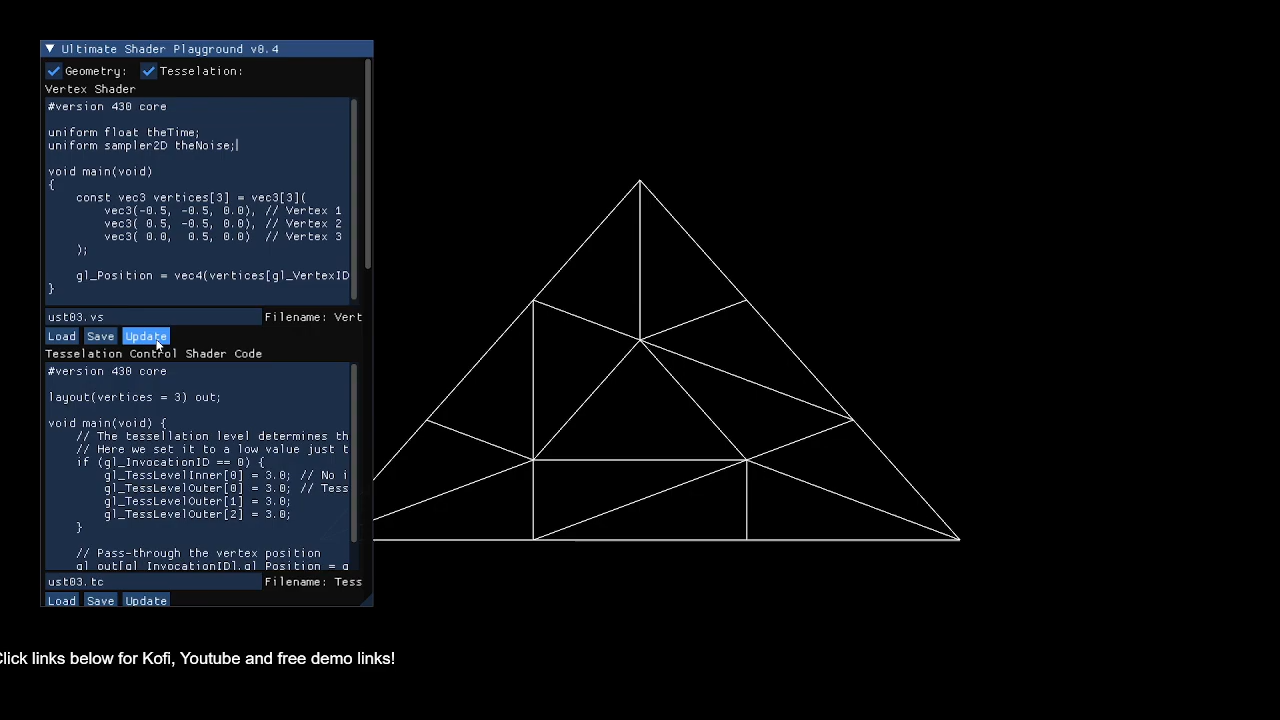 Ultimate Shader Playground v0.4
Geometry: Tesselation:
Vertex Shader
#version 430 core
uniform float theTime;
uniform sampler2D theNoise;
void main(void)
{
const vec3 vertices[3] = vec3[3](
vec3(-0.5, -0.5, 0.0), // Vertex 1
vec3( 0.5, -0.5, 0.0), // Vertex 2
vec3( 0.0, 0.5, 0.0) // Vertex 3
);
gl_Position = vec4(vertices[gl_VertexID
}
ust03.vs Filename: Vert
Load Save Update
Tesselation Control Shader Code
#version 430 core
layout(vertices = 3) out;
void main(void) {
// The tessellation level determines th
// Here we set it to a low value just t
if (gl_InvocationID == 0) {
gl_TessLevelInner[0] = 3.0; // No i
gl_TessLevelOuter[0] = 3.0; // Tess
gl_TessLevelOuter[1] = 3.0;
gl_TessLevelOuter[2] = 3.0;
}
// Pass-through the vertex position
gl_out[gl_InvocationID].gl_Position = g
ust03.tc Filename: Tess
Load Save Update
Click links below for Kofi, Youtube and free demo links!